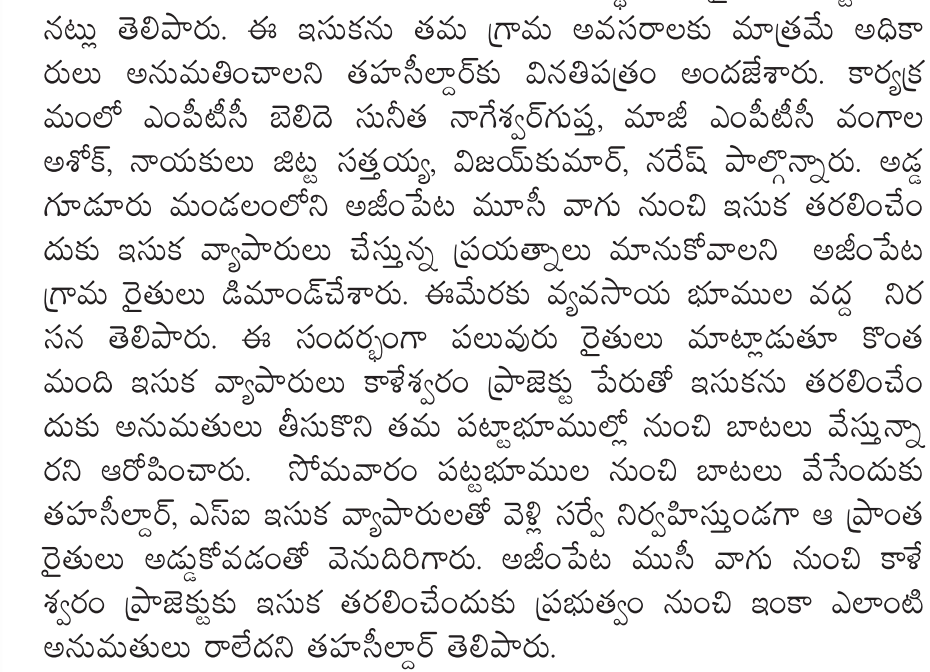 నట్లు తెలిపారు. ఈ ఇసుకను తమ గ్రామ అవసరాలకు మాత్రమే అధికా
రులు అనుమతించాలని తహసీల్దార్‌కు వినతిపత్రం అందజేశారు. కార్యక్ర
మంలో ఎంపీటీసీ బెలిదె సునీత నాగేశ్వర్‌గుప్త, మాజీ ఎంపీటీసీ వంగాల
అశోక్, నాయకులు జిట్ట సత్తయ్య, విజయ్‌కుమార్, నరేష్ పాల్గొన్నారు. అడ్డ
గూడూరు మండలంలోని అజీంపేట మూసీ వాగు నుంచి ఇసుక తరలించేం
దుకు ఇసుక వ్యాపారులు చేస్తున్న ప్రయత్నాలు మానుకోవాలని అజీంపేట
గ్రామ రైతులు డిమాండ్‌చేశారు. ఈమేరకు వ్యవసాయ భూముల వద్ద నిర
సన తెలిపారు. ఈ సందర్భంగా పలువురు రైతులు మాట్లాడుతూ కొంత
మంది ఇసుక వ్యాపారులు కాళేశ్వరం ప్రాజెక్టు పేరుతో ఇసుకను తరలించేం
దుకు అనుమతులు తీసుకొని తమ పట్టాభూముల్లో నుంచి బాటలు వేస్తున్నా
రని ఆరోపించారు. సోమవారం పట్టభూముల నుంచి బాటలు వేసేందుకు
తహసీల్దార్, ఎస్ఐ ఇసుక వ్యాపారులతో వెళ్లి సర్వే నిర్వహిస్తుండగా ఆ ప్రాంత
రైతులు అడ్డుకోవడంతో వెనుదిరిగారు. అజీంపేట ముసీ వాగు నుంచి కాళే
శ్వరం ప్రాజెక్టుకు ఇసుక తరలించేందుకు ప్రభుత్వం నుంచి ఇంకా ఎలాంటి
అనుమతులు రాలేదని తహసీల్దార్ తెలిపారు.